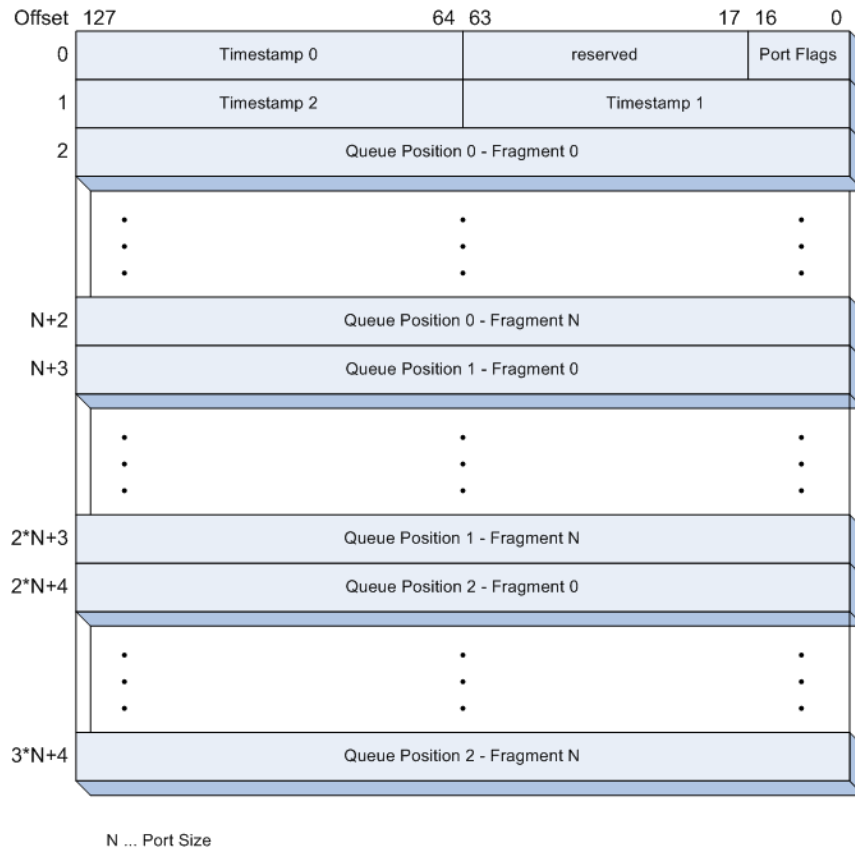 Offset 127 64 63 17 16 0
0 Timestamp 0 reserved Port Flags
1 Timestamp 2 Timestamp 1
2 Queue Position 0 - Fragment 0
N+2 Queue Position 0 - Fragment N
N+3 Queue Position 1 - Fragment 0
2*N+3 Queue Position 1 - Fragment N
2*N+4 Queue Position 2 - Fragment 0
3*N+4 Queue Position 2 - Fragment N
N ... Port Size